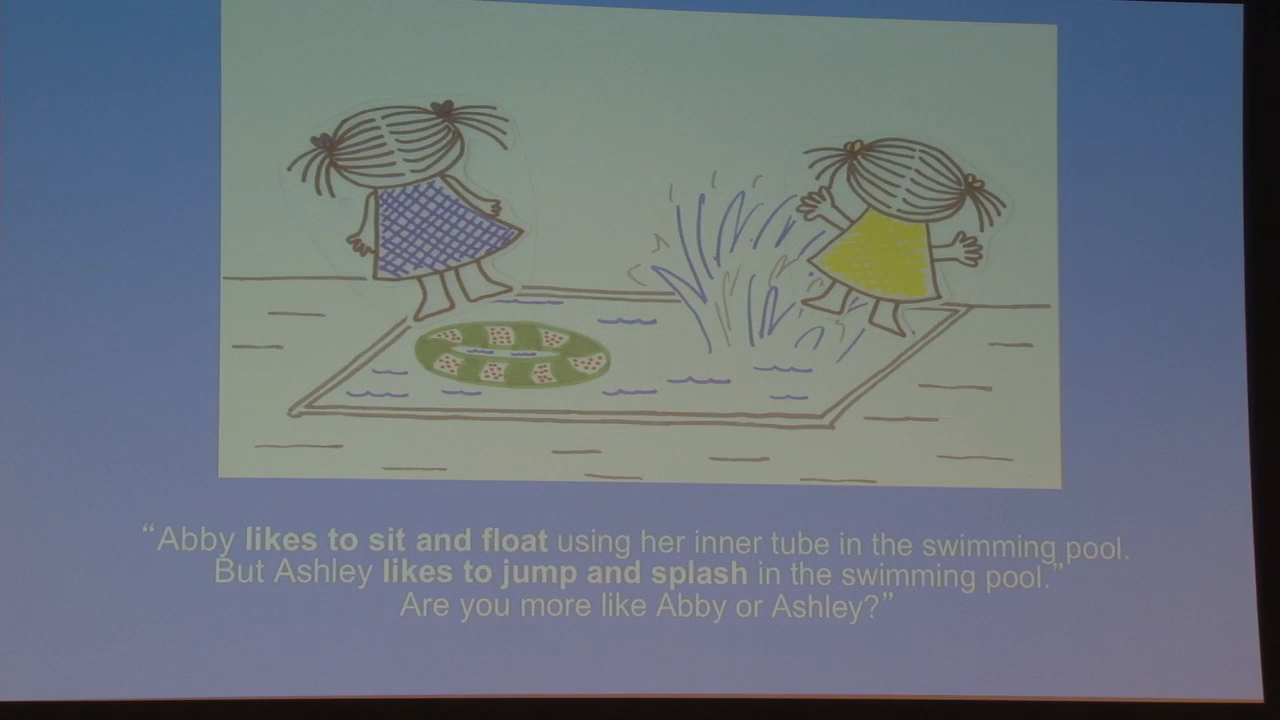 “Abby likes to sit and float using her inner tube in the swimming pool.
But Ashley likes to jump and splash in the swimming pool.”
Are you more like Abby or Ashley?”